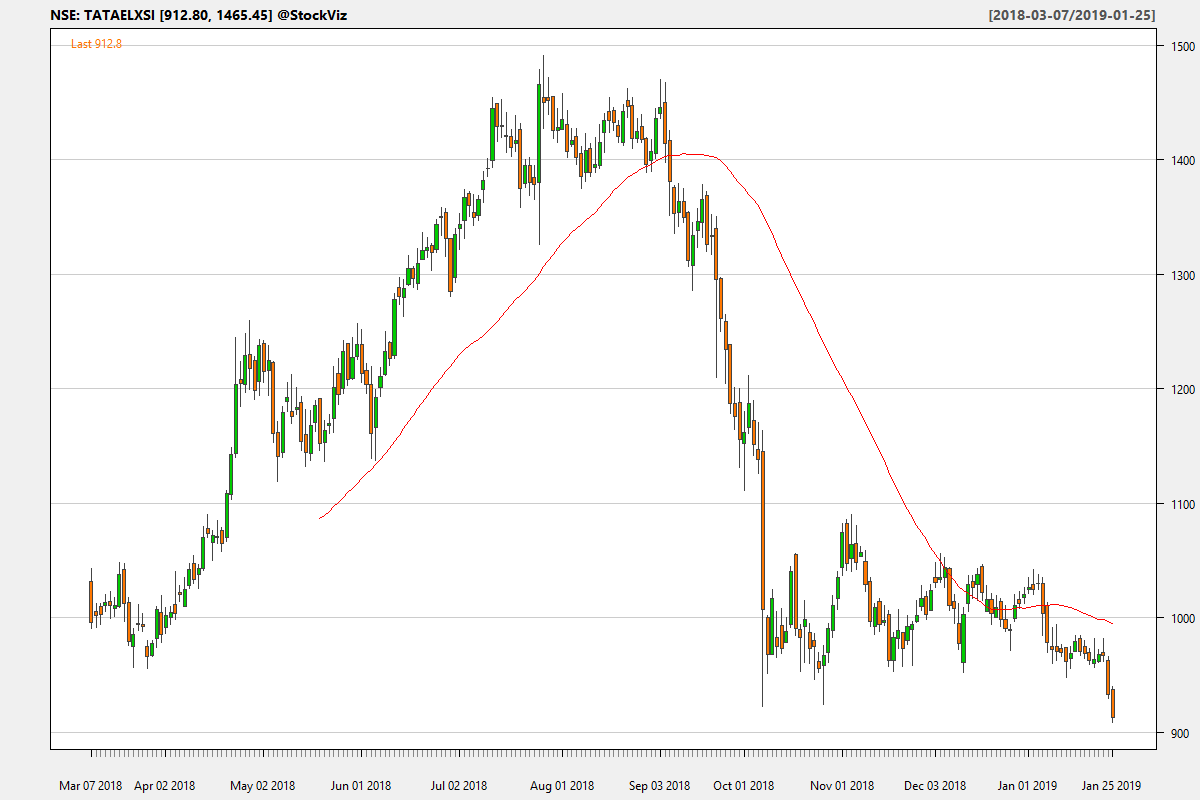 NSE: TATAELXSI [912.80, 1465.45] @StockViz [2018-03-07/2019-01-25]
Last 912.8
1500
1400
1300
1200
1100
1000
900
Mar 07 2018 Apr 02 2018 May 02 2018 Jun 01 2018 Jul 02 2018 Aug 01 2018 Sep 03 2018 Oct 01 2018 Nov 01 2018 Dec 03 2018 Jan 01 2019 Jan 25 2019